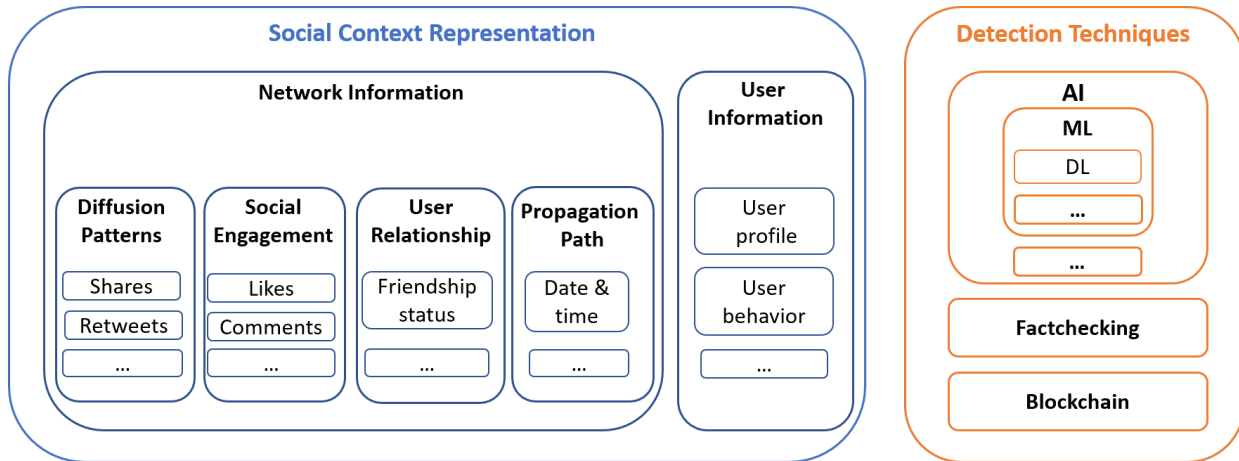 Social Context Representation
Network Information
Diffusion
Patterns
Shares
Retweets
...
Social
Engagement
Likes
Comments
...
User
Relationship
Friendship
status
...
Propagation
Path
Date &
time
...
User
Information
User
profile
User
behavior
...
Detection Techniques
AI
ML
DL
...
...
Factchecking
Blockchain